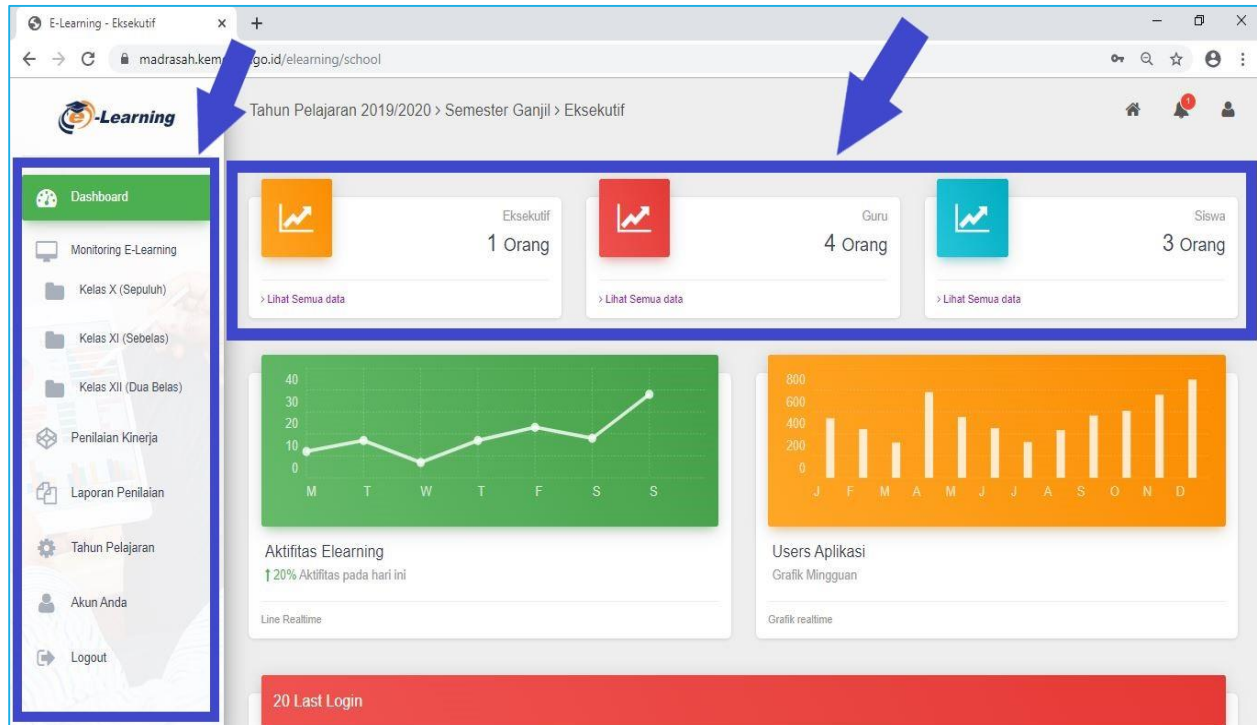 E-Learning - Eksekutif
madrasah.kem go.id/elearning/school
e-Learning
Tahun Pelajaran 2019/2020 > Semester Ganjil > Eksekutif
1
Dashboard
Monitoring E-Learning
Kelas X (Sepuluh)
Kelas XI (Sebelas)
Kelas XII (Dua Belas)
Penilaian Kinerja
Laporan Penilaian
Tahun Pelajaran
Akun Anda
Logout
Eksekutif
1 Orang
> Lihat Semua data
Guru
4 Orang
> Lihat Semua data
Siswa
3 Orang
> Lihat Semua data
40
30
20
10
0
M T W T F S S
Aktifitas Elearning
20% Aktifitas pada hari ini
Line Realtime
800
600
400
200
0
J F M A M J J A S O N D
Users Aplikasi
Grafik Mingguan
Grafik realtime
20 Last Login